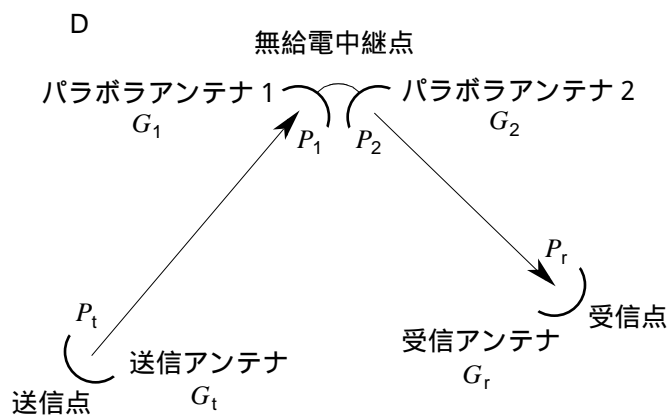 D
無給電中継点
パラボラアンテナ 1
G1
パラボラアンテナ 2
G2
P1
P2
Pr
Pt
受信点
受信アンテナ
Gr
送信アンテナ
Gt
送信点